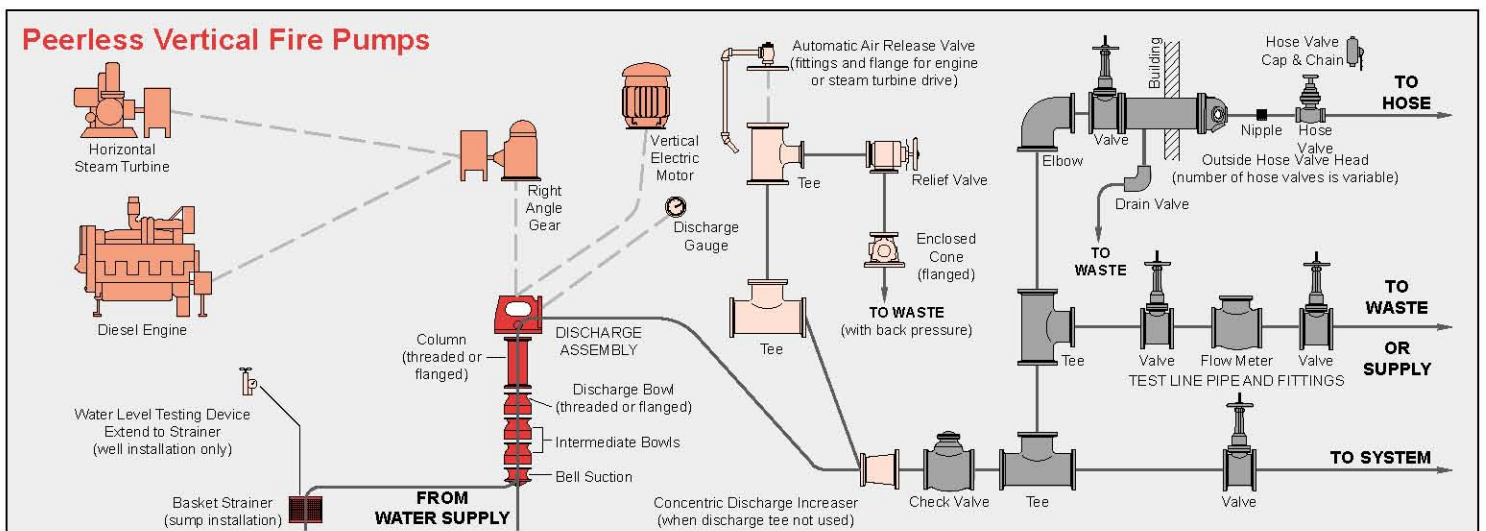 Peerless Vertical Fire Pumps
Horizontal
Steam Turbine
Diesel Engine
Right
Angle
Gear
Vertical
Electric
Motor
Discharge
Gauge
Automatic Air Release Valve
(fittings and flange for engine
or steam turbine drive)
Tee
Relief Valve
Enclosed
Cone
(flanged)
TO WASTE
(with back pressure)
Tee
Elbow
Valve
Building
Hose Valve
Cap & Chain
TO
HOSE
Nipple
Hose
Valve
Outside Hose Valve Head
(number of hose valves is variable)
Drain Valve
TO
WASTE
Tee
Valve
Flow Meter
Valve
TEST LINE PIPE AND FITTINGS
TO
WASTE
OR
SUPPLY
Column
(threaded or
flanged)
DISCHARGE
ASSEMBLY
Discharge Bowl
(threaded or flanged)
Intermediate Bowls
Bell Suction
Water Level Testing Device
Extend to Strainer
(well installation only)
Basket Strainer
(sump installation)
FROM
WATER SUPPLY
Concentric Discharge Increaser
(when discharge tee not used)
Check Valve
Tee
Valve
TO SYSTEM